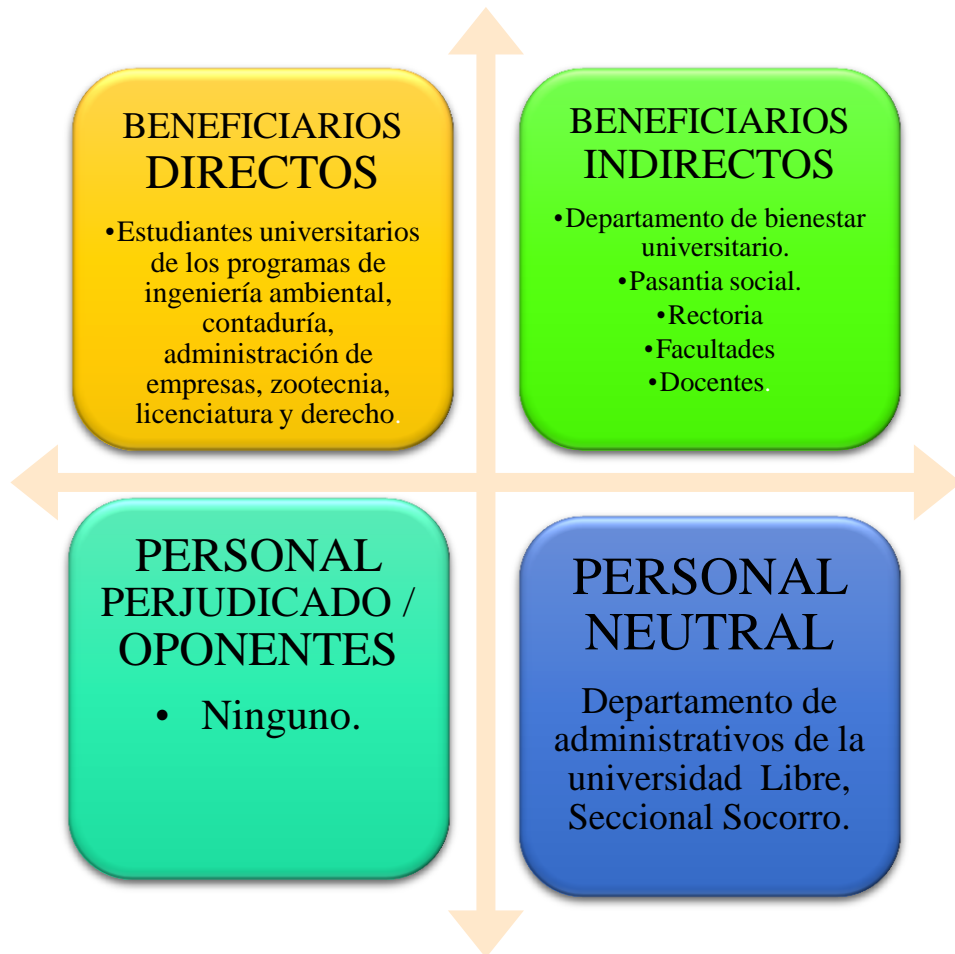 BENEFICIARIOS
DIRECTOS
•Estudiantes universitarios
de los programas de
ingeniería ambiental,
contaduría,
administración de
empresas, zootecnia,
licenciatura y derecho.
BENEFICIARIOS
INDIRECTOS
•Departamento de bienestar
universitario.
•Pasantia social.
•Rectoria
•Facultades
•Docentes.
PERSONAL
PERJUDICADO /
OPONENTES
• Ninguno.
PERSONAL
NEUTRAL
Departamento de
administrativos de la
universidad Libre,
Seccional Socorro.